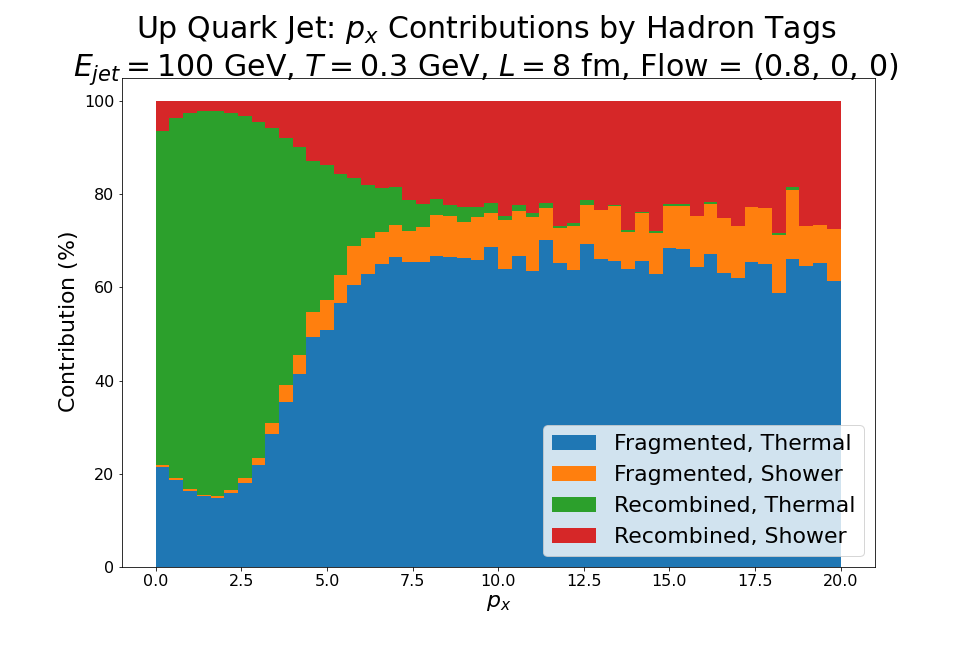 Up Quark Jet: $p_x$ Contributions by Hadron Tags
$E_{jet} = 100$ GeV, $T = 0.3$ GeV, $L = 8$ fm, Flow = (0.8, 0, 0)
Contribution (%)
100
80
60
40
20
0
0.0 2.5 5.0 7.5 10.0 12.5 15.0 17.5 20.0
$p_x$
Fragmented, Thermal
Fragmented, Shower
Recombined, Thermal
Recombined, Shower